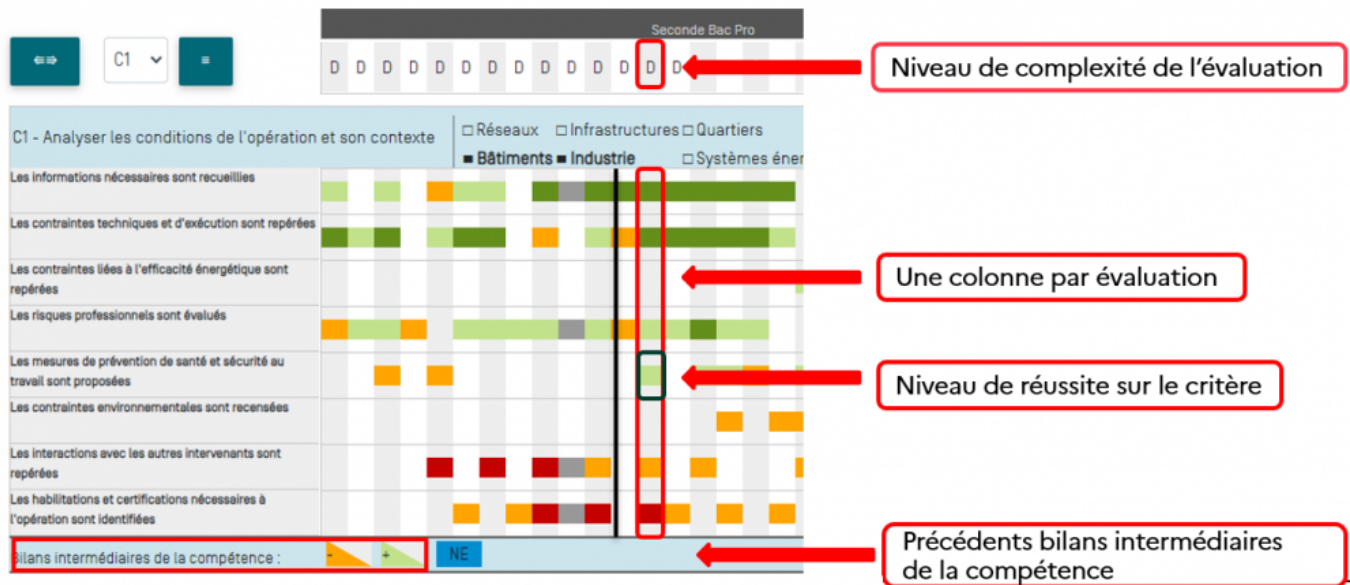 Seconde Bac Pro
⇐⇒ C1 ≡
D D D D D D D D D D D D D D
Niveau de complexité de l'évaluation
C1 - Analyser les conditions de l'opération et son contexte
□ Réseaux □ Infrastructures □ Quartiers
■ Bâtiments ■ Industrie □ Systèmes éner
Les informations nécessaires sont recueillies
Les contraintes techniques et d'exécution sont repérées
Les contraintes liées à l'efficacité énergétique sont
repérées
Une colonne par évaluation
Les risques professionnels sont évalués
Les mesures de prévention de santé et sécurité au
travail sont proposées
Niveau de réussite sur le critère
Les contraintes environnementales sont recensées
Les interactions avec les autres intervenants sont
repérées
Les habilitations et certifications nécessaires à
l'opération sont identifiées
Bilans intermédiaires de la compétence : - + NE
Précédents bilans intermédiaires
de la compétence